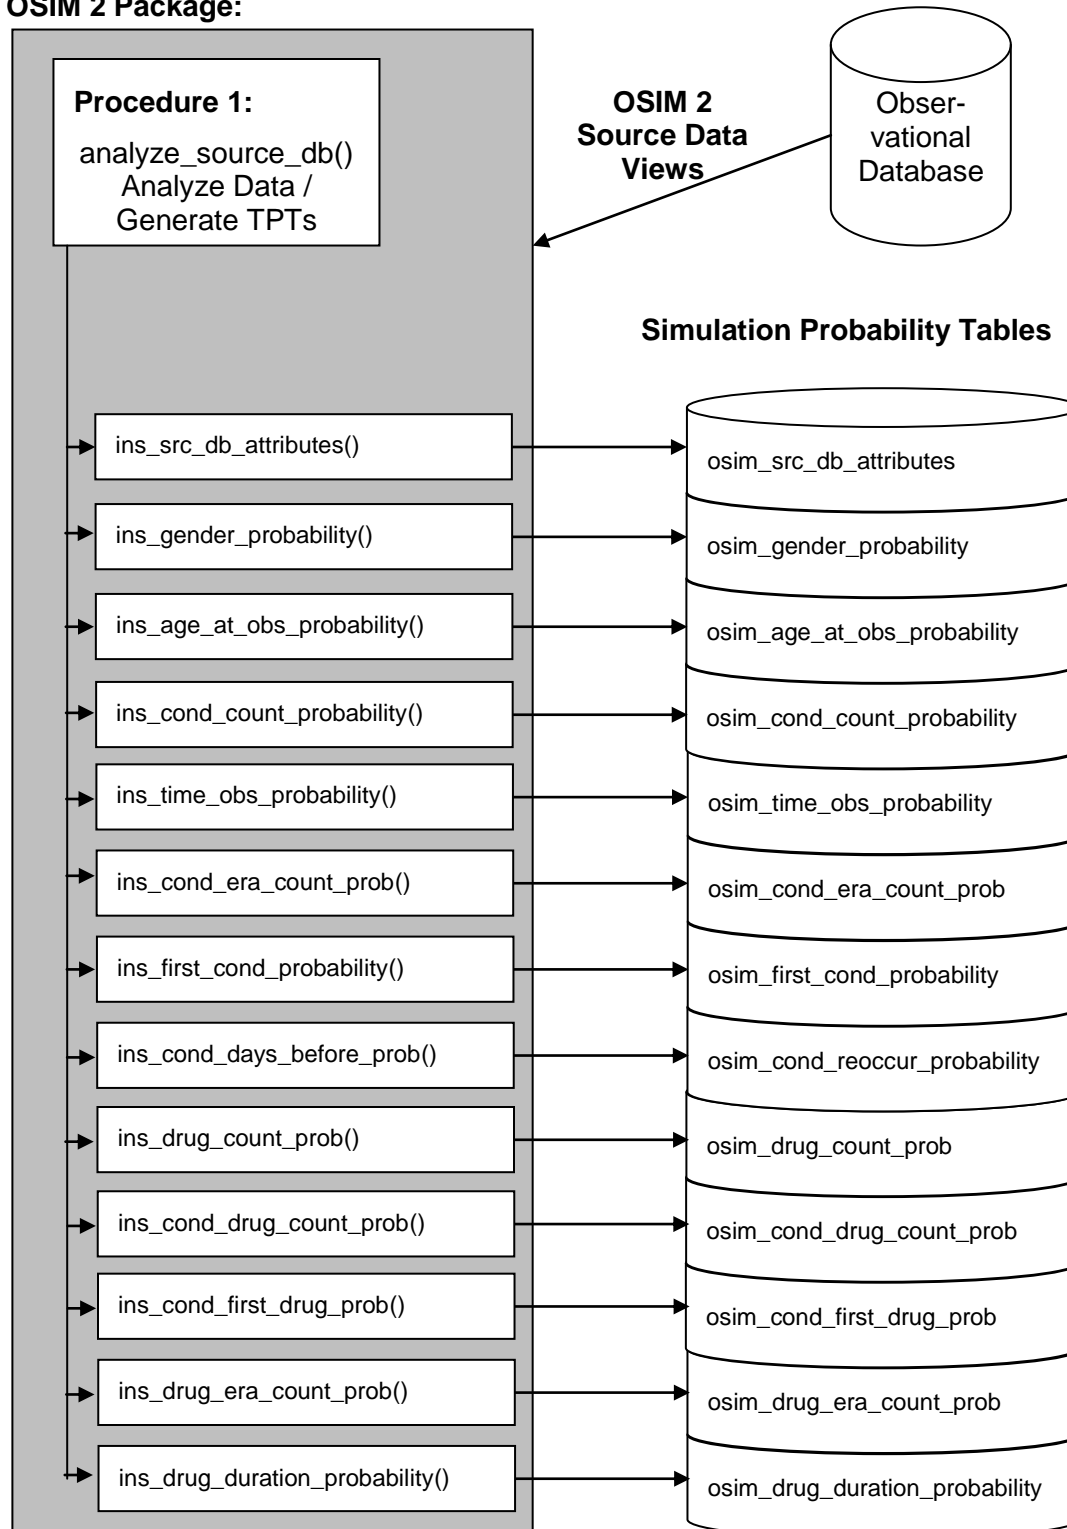 OSIM 2 Package:
Procedure 1:
analyze_source_db()
Analyze Data /
Generate TPTs
OSIM 2
Source Data
Views
Obser-
vational
Database
Simulation Probability Tables
ins_src_db_attributes()
osim_src_db_attributes
ins_gender_probability()
osim_gender_probability
ins_age_at_obs_probability()
osim_age_at_obs_probability
ins_cond_count_probability()
osim_cond_count_probability
ins_time_obs_probability()
osim_time_obs_probability
ins_cond_era_count_prob()
osim_cond_era_count_prob
ins_first_cond_probability()
osim_first_cond_probability
ins_cond_days_before_prob()
osim_cond_reoccur_probability
ins_drug_count_prob()
osim_drug_count_prob
ins_cond_drug_count_prob()
osim_cond_drug_count_prob
ins_cond_first_drug_prob()
osim_cond_first_drug_prob
ins_drug_era_count_prob()
osim_drug_era_count_prob
ins_drug_duration_probability()
osim_drug_duration_probability